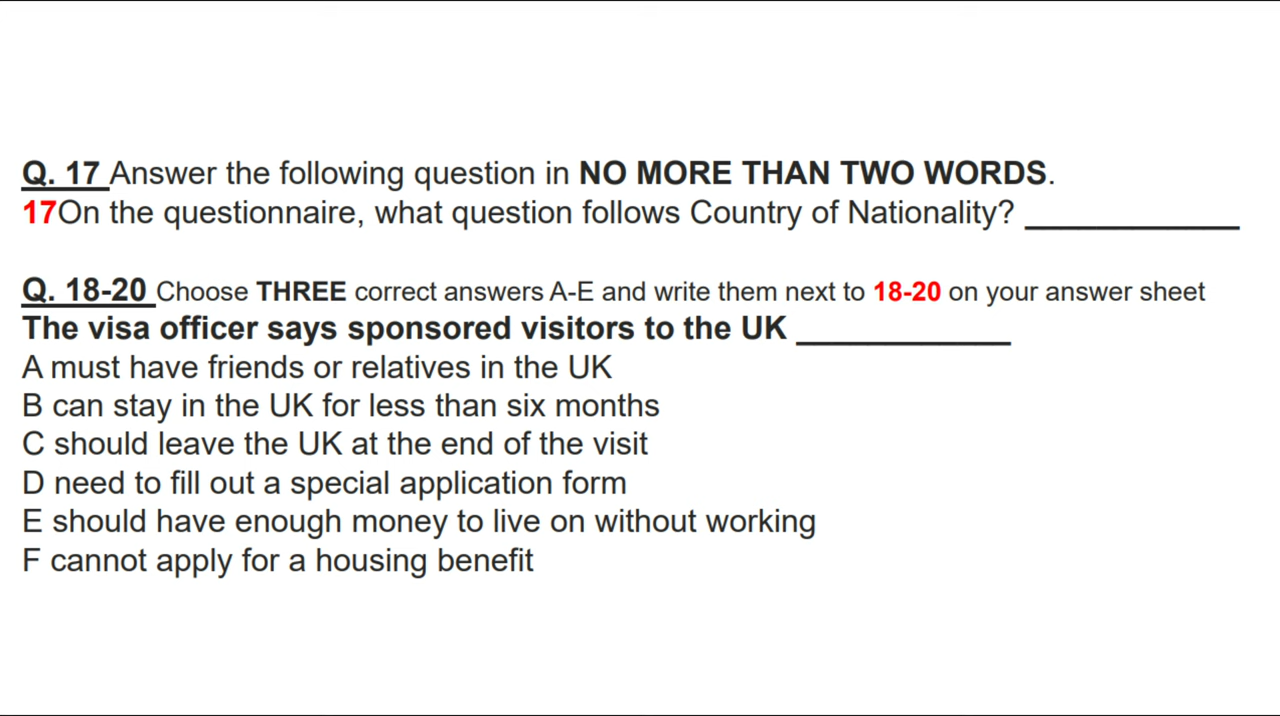 Q. 17 Answer the following question in NO MORE THAN TWO WORDS.
17On the questionnaire, what question follows Country of Nationality? ____________
Q. 18-20 Choose THREE correct answers A-E and write them next to 18-20 on your answer sheet
The visa officer says sponsored visitors to the UK ____________
A must have friends or relatives in the UK
B can stay in the UK for less than six months
C should leave the UK at the end of the visit
D need to fill out a special application form
E should have enough money to live on without working
F cannot apply for a housing benefit